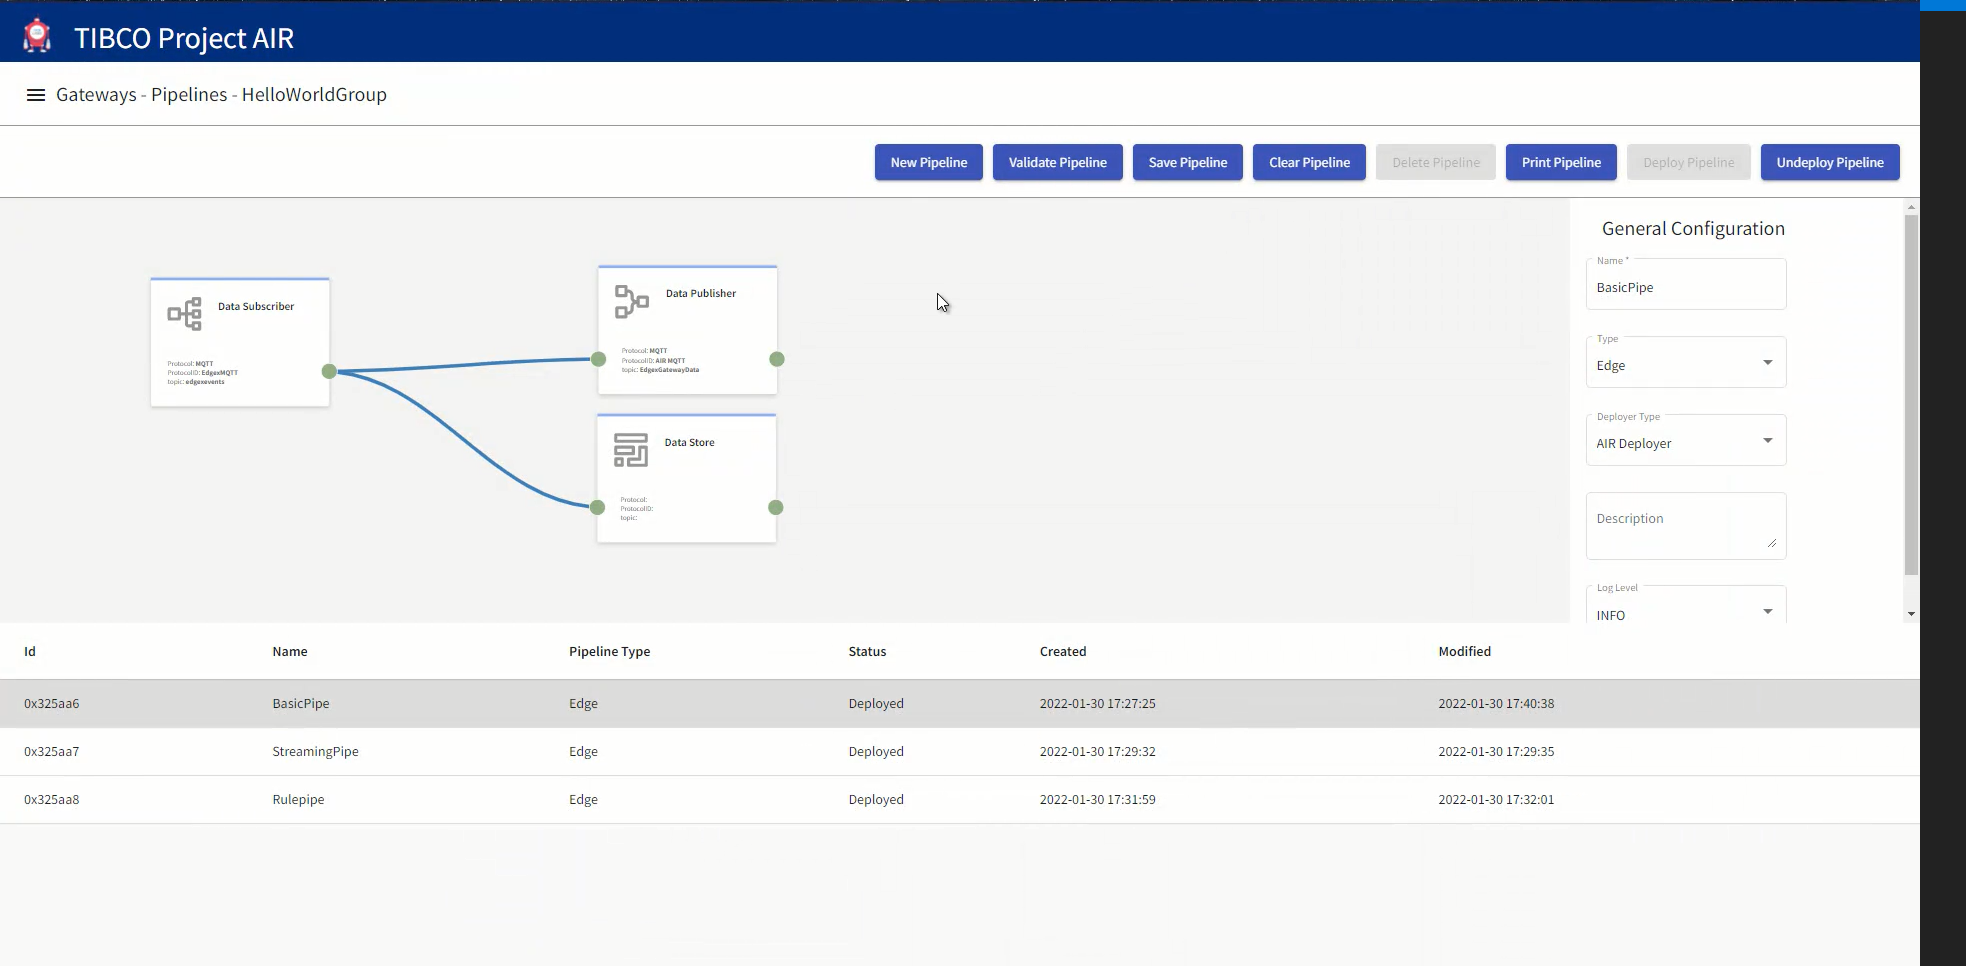 TIBCO Project AIR
Gateways - Pipelines - HelloWorldGroup
New Pipeline Validate Pipeline Save Pipeline Clear Pipeline Delete Pipeline Print Pipeline Deploy Pipeline Undeploy Pipeline
Data Subscriber
Protocol: MQTT
ProtocolID: EdgexMQTT
topic: edgexevents
Data Publisher
Protocol: MQTT
ProtocolID: AIR MQTT
topic: EdgexGatewayData
Data Store
Protocol:
ProtocolID:
topic:
General Configuration
Name *
BasicPipe
Type
Edge
Deployer Type
AIR Deployer
Description
Log Level
INFO
Id Name Pipeline Type Status Created Modified
0x325aa6 BasicPipe Edge Deployed 2022-01-30 17:27:25 2022-01-30 17:40:38
0x325aa7 StreamingPipe Edge Deployed 2022-01-30 17:29:32 2022-01-30 17:29:35
0x325aa8 Rulepipe Edge Deployed 2022-01-30 17:31:59 2022-01-30 17:32:01